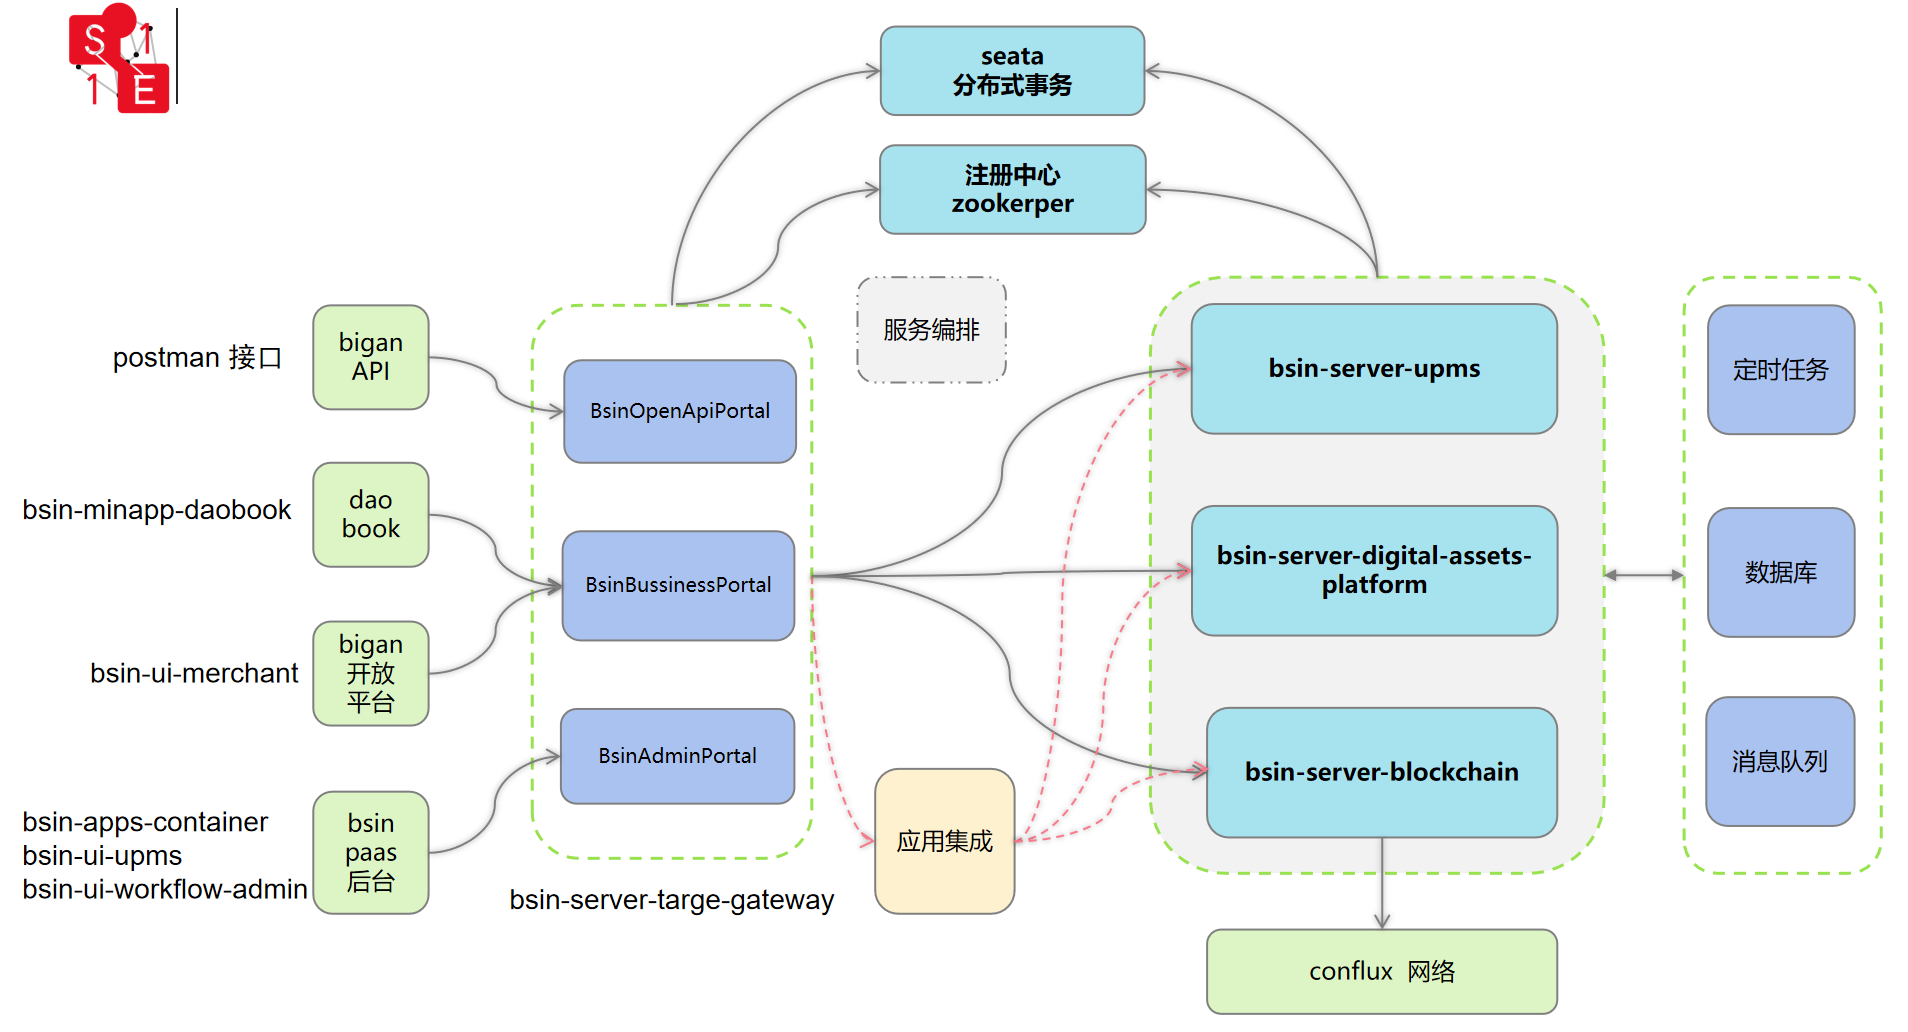 S 1
1 E
seata
分布式事务
注册中心
zookerper
服务编排
postman 接口
bigan
API
BsinOpenApiPortal
bsin-server-upms
定时任务
bsin-minapp-daobook
dao
book
BsinBussinessPortal
bsin-server-digital-assets-
platform
数据库
bsin-ui-merchant
bigan
开放
平台
BsinAdminPortal
bsin-server-blockchain
消息队列
bsin-apps-container
bsin-ui-upms
bsin-ui-workflow-admin
bsin
paas
后台
应用集成
bsin-server-targe-gateway
conflux 网络